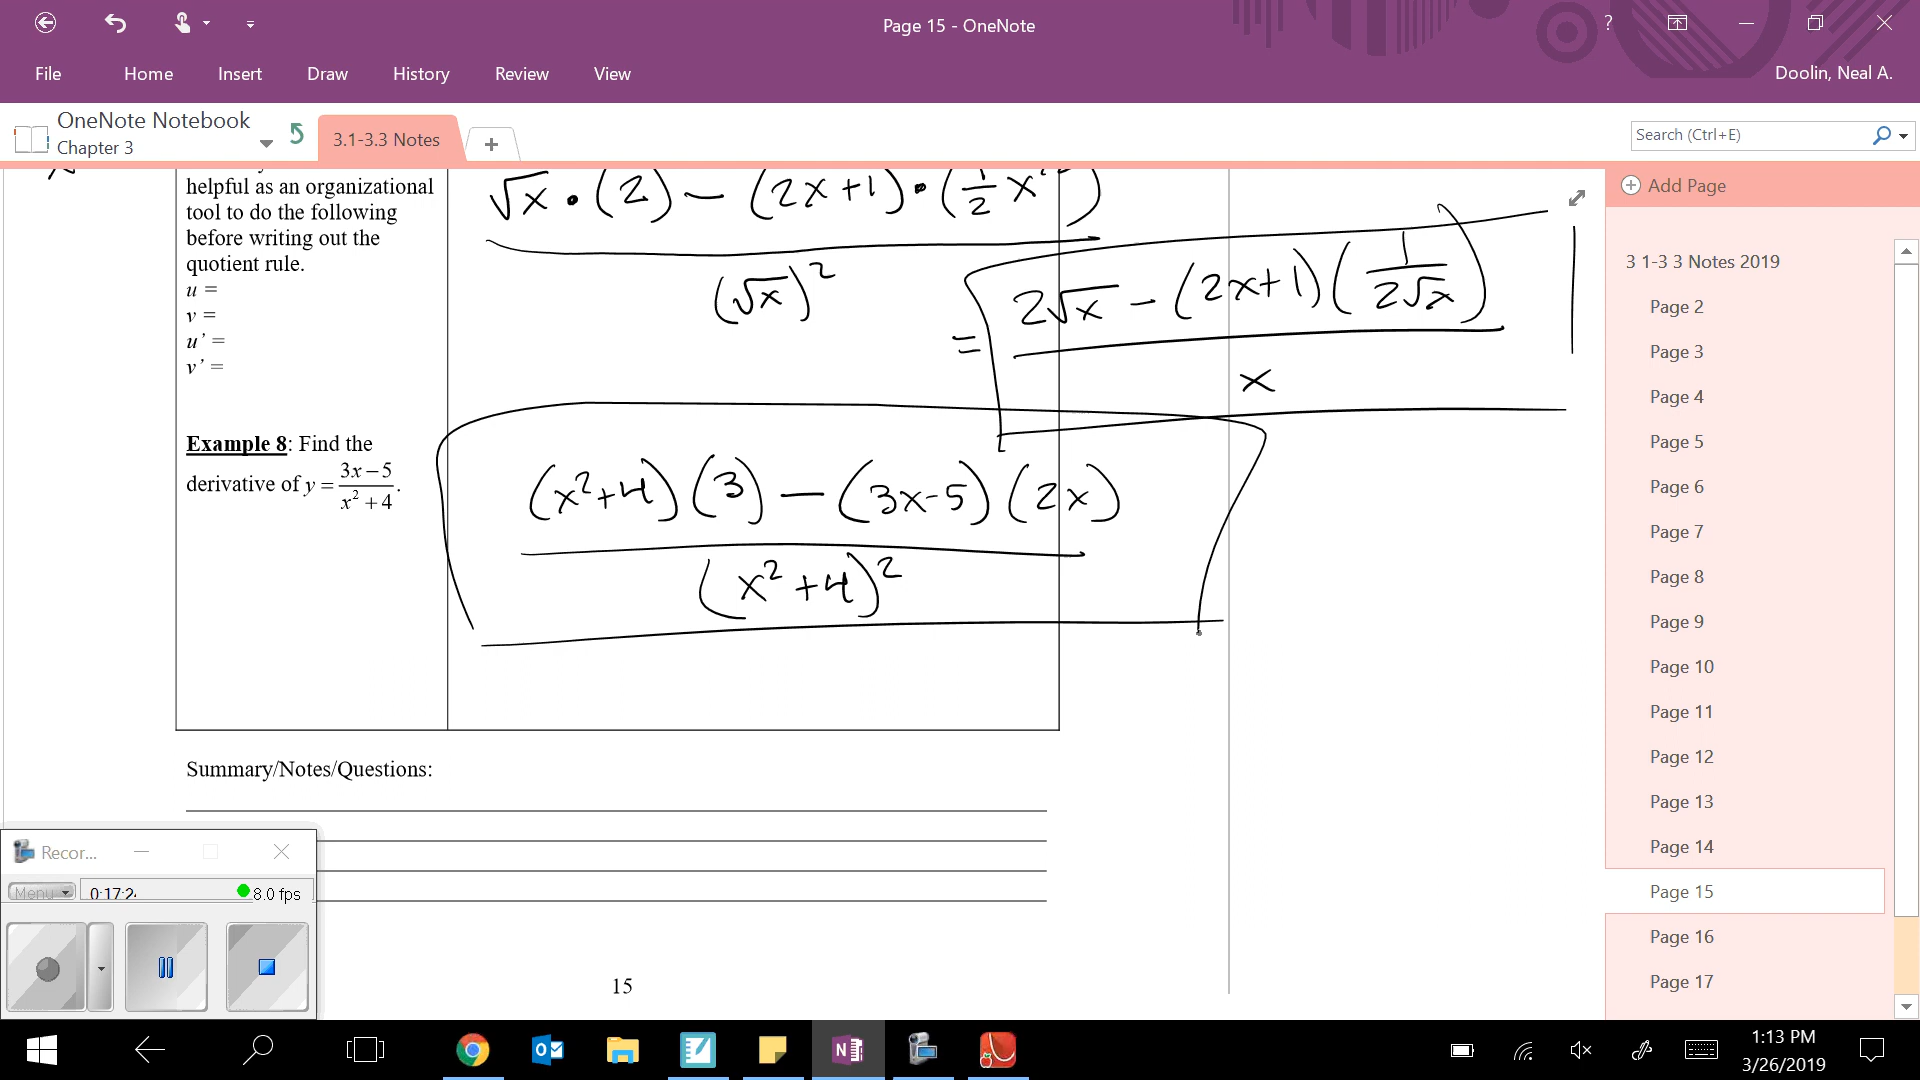 Page 15 - OneNote
?
File Home Insert Draw History Review View
Doolin, Neal A.
OneNote Notebook
Chapter 3
3.1-3.3 Notes
+
Search (Ctrl+E)
helpful as an organizational
tool to do the following
before writing out the
quotient rule.
u =
v =
u' =
v' =
√x · (2) − (2x+1) · (1/2 x )
(√x)²
= 2√x − (2x+1)(1/2√x)
x
Example 8: Find the
derivative of y = 3x−5/x²+4.
(x²+4)(3) − (3x-5)(2x)
(x²+4)²
Summary/Notes/Questions:
15
Add Page
3 1-3 3 Notes 2019
Page 2
Page 3
Page 4
Page 5
Page 6
Page 7
Page 8
Page 9
Page 10
Page 11
Page 12
Page 13
Page 14
Page 15
Page 16
Page 17
Recor...
Menu
0:17:2
8.0 fps
1:13 PM
3/26/2019